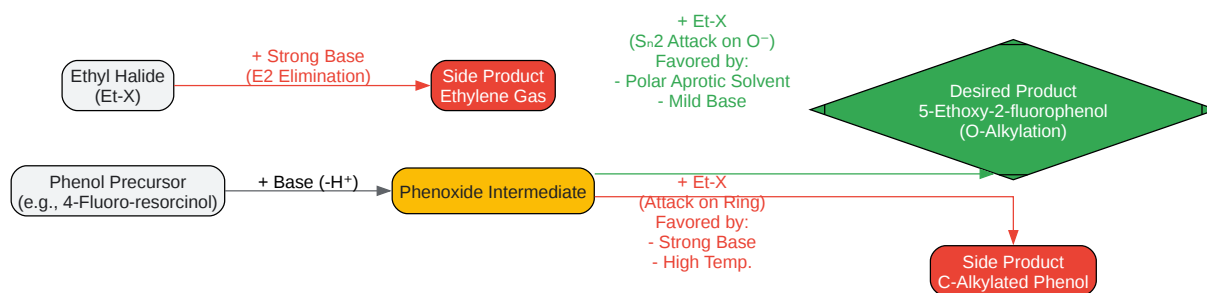 Ethyl Halide
(Et-X)
+ Strong Base
(E2 Elimination)
Side Product
Ethylene Gas
+ Et-X
(Sₙ2 Attack on O⁻)
Favored by:
- Polar Aprotic Solvent
- Mild Base
Desired Product
5-Ethoxy-2-fluorophenol
(O-Alkylation)
Phenol Precursor
(e.g., 4-Fluoro-resorcinol)
+ Base (-H⁺)
Phenoxide Intermediate
+ Et-X
(Attack on Ring)
Favored by:
- Strong Base
- High Temp.
Side Product
C-Alkylated Phenol